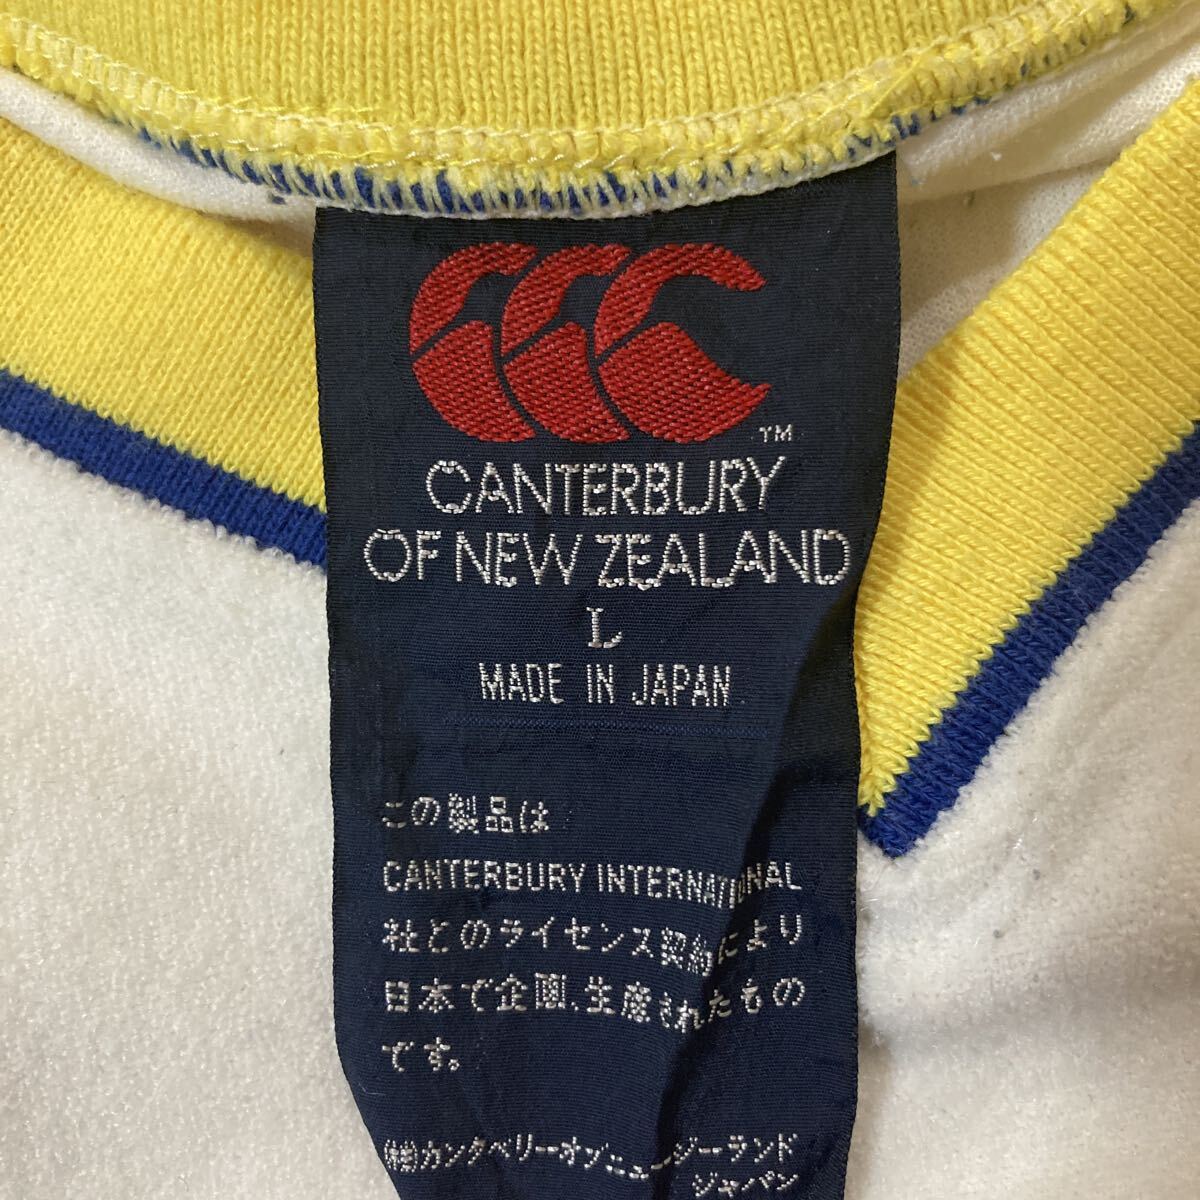 TM
CANTERBURY
OF NEW ZEALAND
L
MADE IN JAPAN
この製品は
CANTERBURY INTERNATIONAL
社とのライセンス契約により
日本で企画、生産されたもの
です。
㈱カンタベリーオブニュージーランド
ジャパン